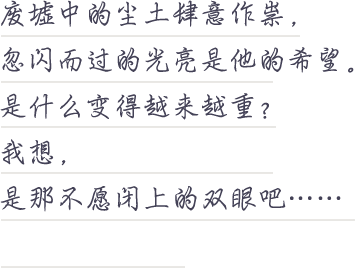 废墟中的尘土肆意作祟，
忽闪而过的光亮是他的希望。
是什么变得越来越重？
我想，
是那不愿闭上的双眼吧……